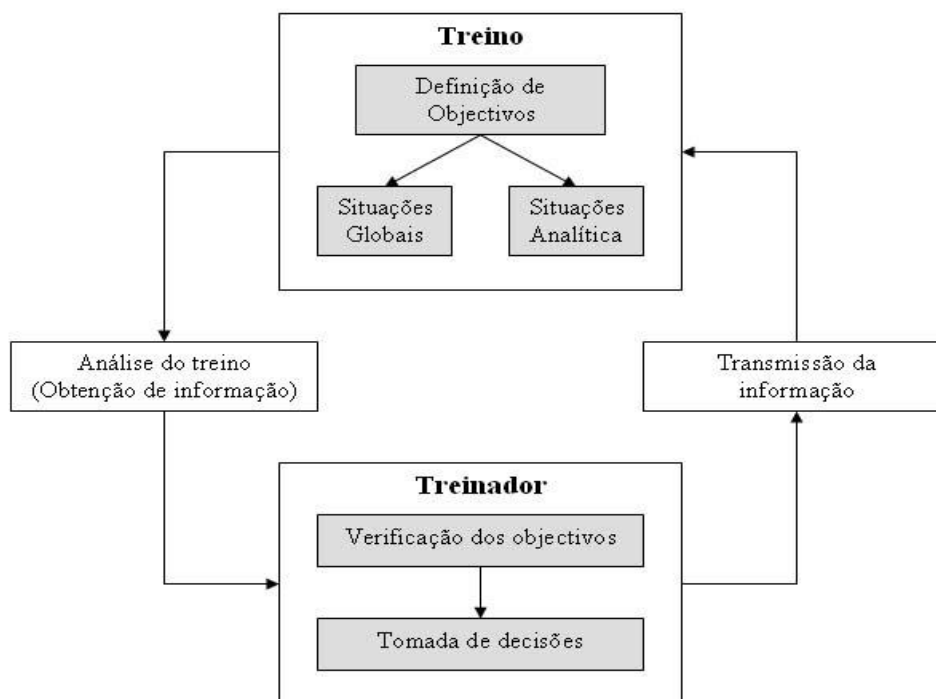 Treino
Definição de
Objectivos
Situações
Globais
Situações
Analítica
Análise do treino
(Obtenção de informação)
Transmissão da
informação
Treinador
Verificação dos objectivos
Tomada de decisões